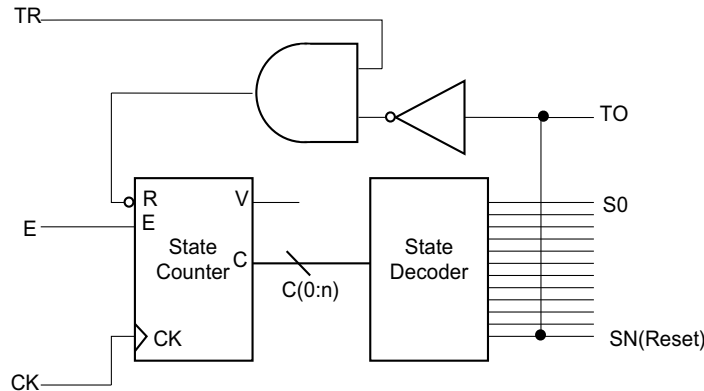 TR
TO
R
V
S0
E
E
State
Counter
C
State
Decoder
C(0:n)
CK
SN(Reset)
CK